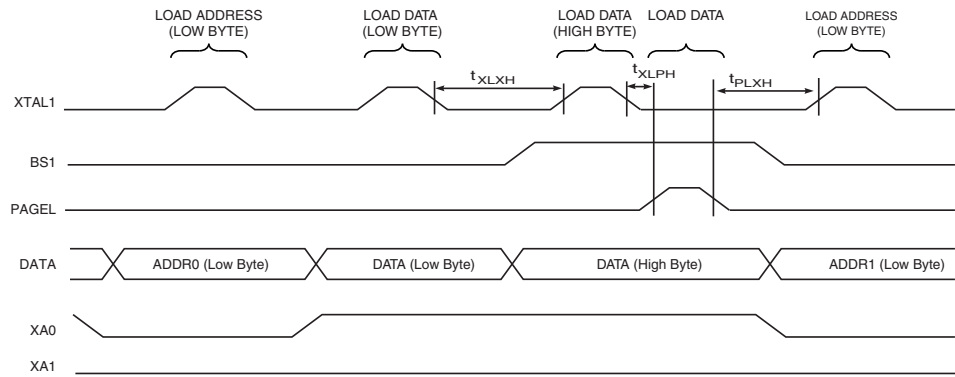 LOAD ADDRESS
(LOW BYTE)
LOAD DATA
(LOW BYTE)
LOAD DATA
(HIGH BYTE)
LOAD DATA
LOAD ADDRESS
(LOW BYTE)
tXLXH
tXLPH
tPLXH
XTAL1
BS1
PAGEL
DATA
ADDR0 (Low Byte)
DATA (Low Byte)
DATA (High Byte)
ADDR1 (Low Byte)
XA0
XA1